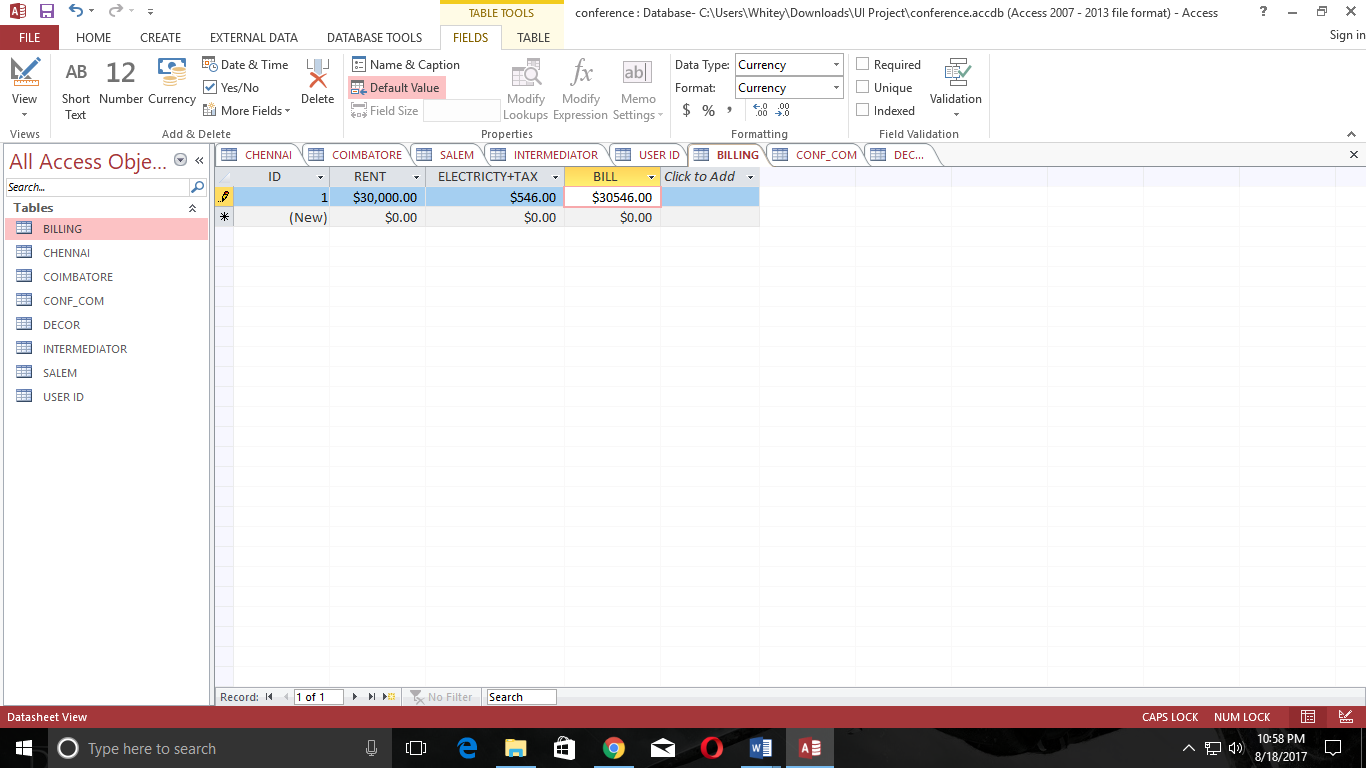 TABLE TOOLS
conference : Database- C:\Users\Whitey\Downloads\UI Project\conference.accdb (Access 2007 - 2013 file format) - Access
FILE HOME CREATE EXTERNAL DATA DATABASE TOOLS FIELDS TABLE
Sign in
View
Views
AB Short Text
12 Number
Currency
Date & Time
Yes/No
More Fields
Delete
Add & Delete
Name & Caption
Default Value
Field Size
Modify Lookups
fx Modify Expression
ab Memo Settings
Properties
Data Type: Currency
Format: Currency
$ % , ←.0 .00 .00 →.0
Formatting
Required
Unique
Indexed
Validation
Field Validation
All Access Obje...
Search...
Tables
BILLING
CHENNAI
COIMBATORE
CONF_COM
DECOR
INTERMEDIATOR
SALEM
USER ID
CHENNAI COIMBATORE SALEM INTERMEDIATOR USER ID BILLING CONF_COM DEC...
ID RENT ELECTRICTY+TAX BILL Click to Add
1 $30,000.00 $546.00 $30546.00
(New) $0.00 $0.00 $0.00
Record: 1 of 1 No Filter Search
Datasheet View
CAPS LOCK NUM LOCK
Type here to search
10:58 PM
8/18/2017